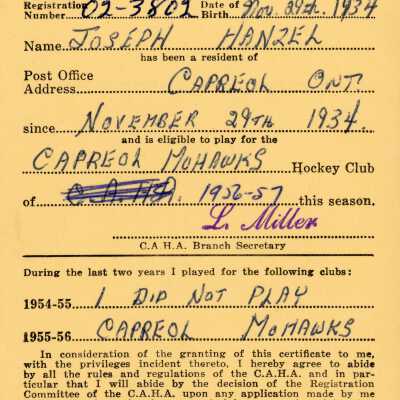 Registration Number 02-3802 Date of Birth Nov. 29th. 1934
Name JOSEPH HANZEL
has been a resident of
Post Office
Address CAPREOL ONT.
since NOVEMBER 29TH 1934.
and is eligible to play for the
CAPREOL MOHAWKS Hockey Club
of C.A.H.A. 1956-57 this season.
L. Miller
C.A H.A. Branch Secretary
During the last two years I played for the following clubs:
1954-55 I DID NOT PLAY
1955-56 CAPREOL MOHAWKS
In consideration of the granting of this certificate to me,
with the privileges incident thereto, I hereby agree to abide
by all the rules and regulations of the C.A.H.A. and in par-
ticular that I will abide by the decision of the Registration
Committee of the C.A.H.A. upon any application made by me